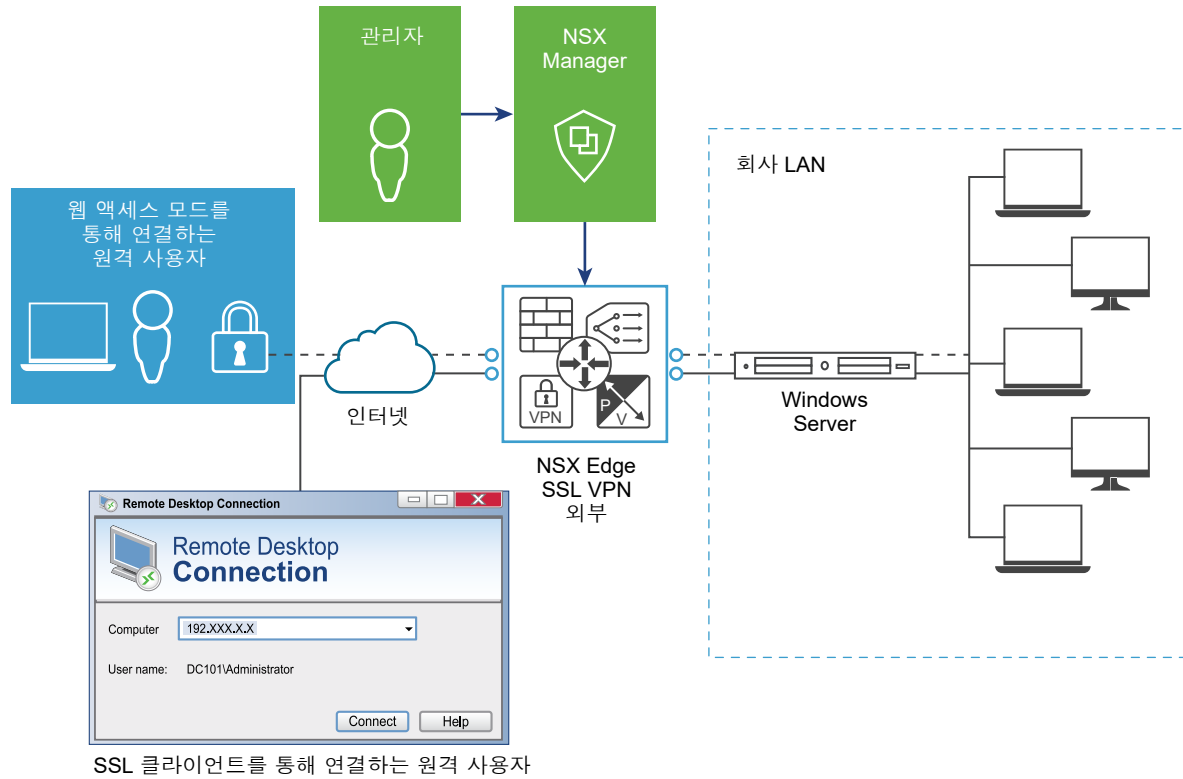 관리자
NSX
Manager
회사 LAN
웹 액세스 모드를
통해 연결하는
원격 사용자
인터넷
VPN
P
V
NSX Edge
SSL VPN
외부
Windows
Server
Remote Desktop Connection
Remote Desktop
Connection
Computer
192.XXX.X.X
User name:
DC101\Administrator
Connect
Help
SSL 클라이언트를 통해 연결하는 원격 사용자